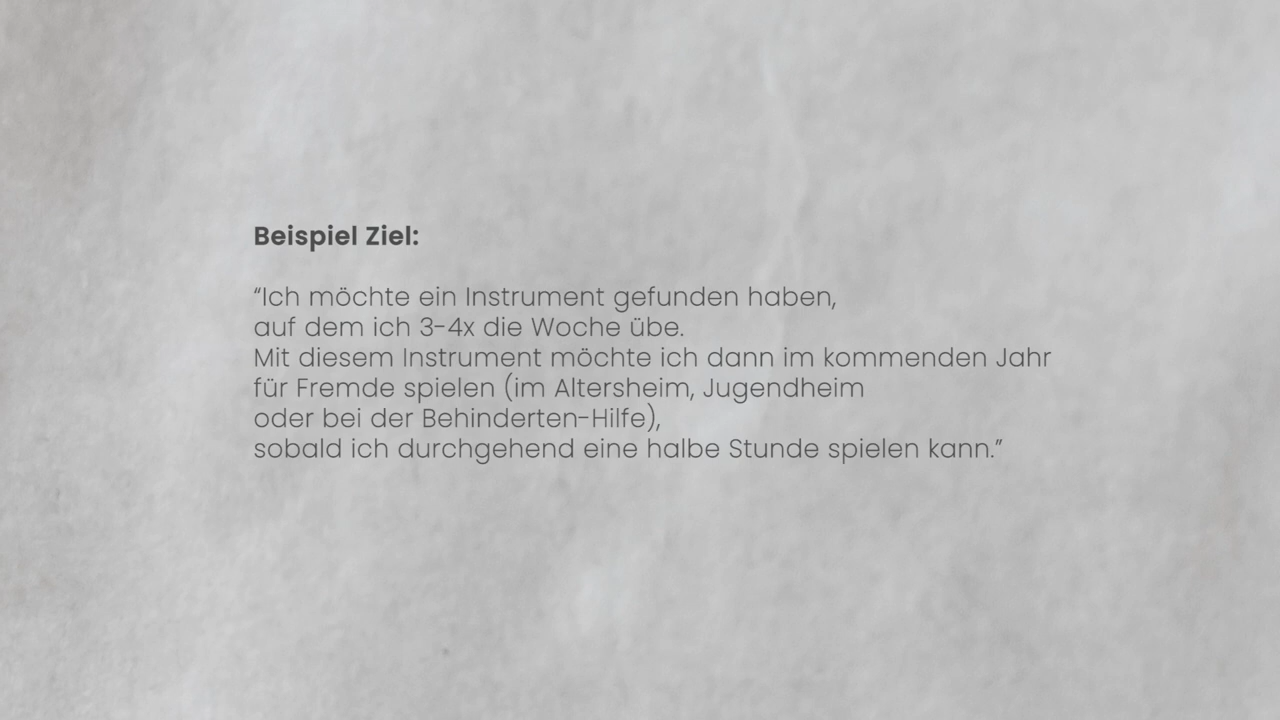 Beispiel Ziel:
“Ich möchte ein Instrument gefunden haben,
auf dem ich 3-4x die Woche übe.
Mit diesem Instrument möchte ich dann im kommenden Jahr
für Fremde spielen (im Altersheim, Jugendheim
oder bei der Behinderten-Hilfe),
sobald ich durchgehend eine halbe Stunde spielen kann.”